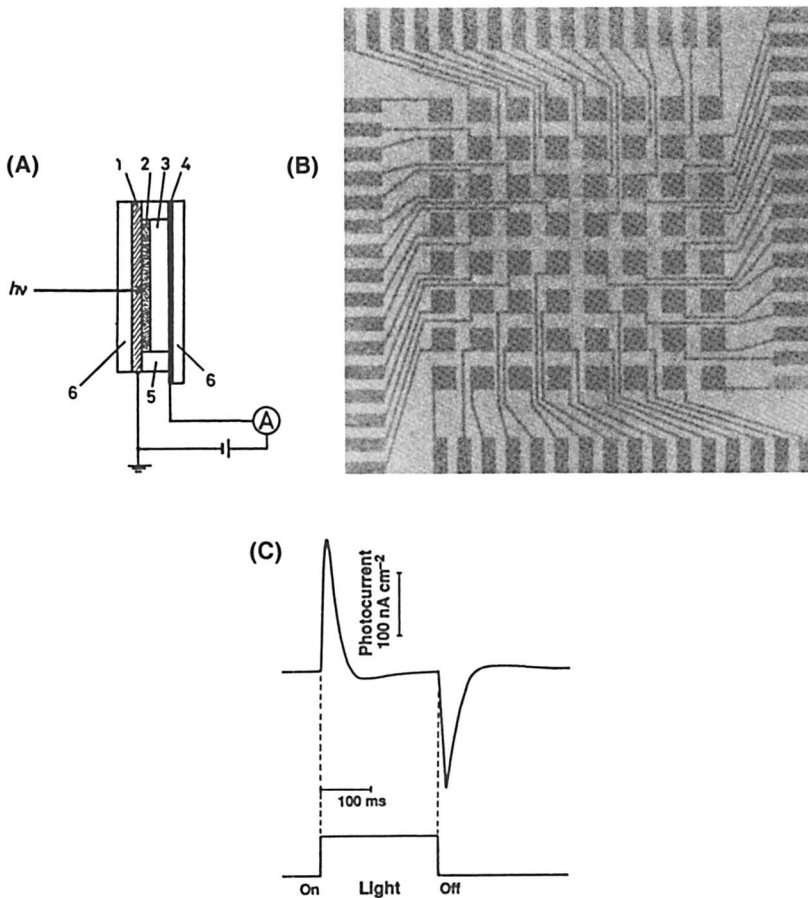 (A)
1 2 3 4
hν
6 5 6
A
(B)
(C)
Photocurrent
100 nA cm⁻²
100 ms
On Light Off